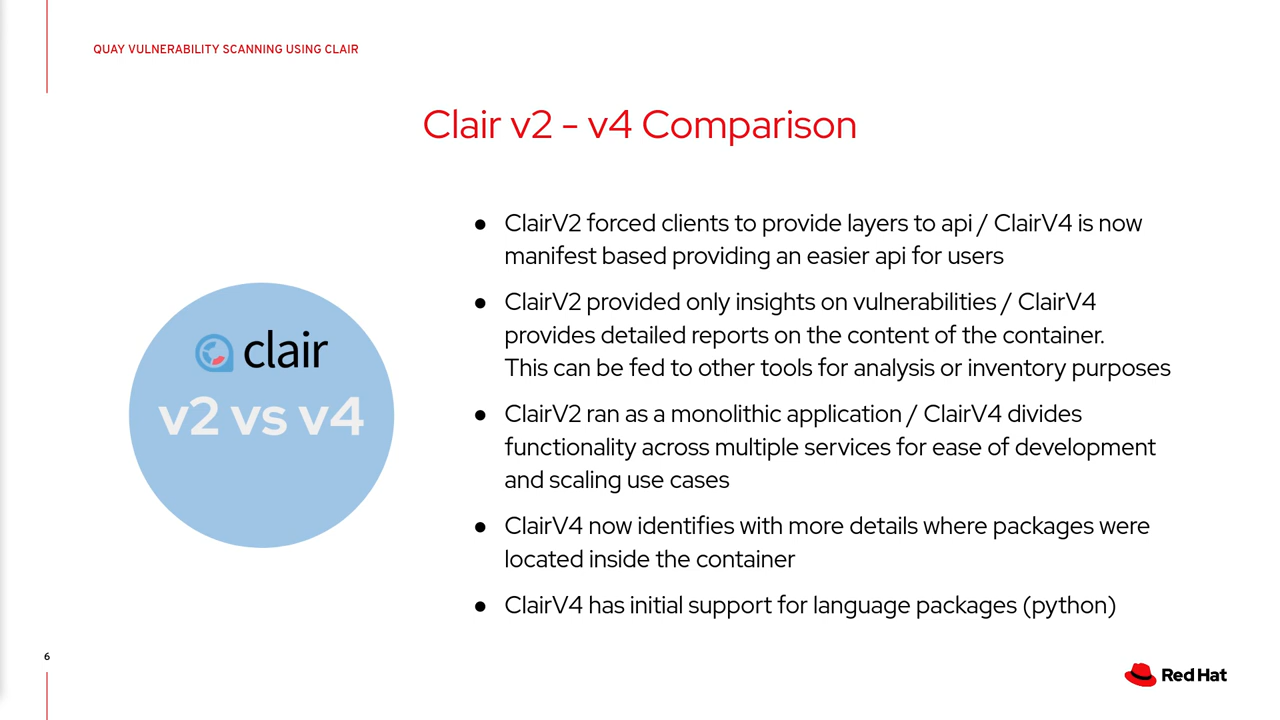 QUAY VULNERABILITY SCANNING USING CLAIR
Clair v2 - v4 Comparison
clair
v2 vs v4
● ClairV2 forced clients to provide layers to api / ClairV4 is now
manifest based providing an easier api for users
● ClairV2 provided only insights on vulnerabilities / ClairV4
provides detailed reports on the content of the container.
This can be fed to other tools for analysis or inventory purposes
● ClairV2 ran as a monolithic application / ClairV4 divides
functionality across multiple services for ease of development
and scaling use cases
● ClairV4 now identifies with more details where packages were
located inside the container
● ClairV4 has initial support for language packages (python)
6
Red Hat